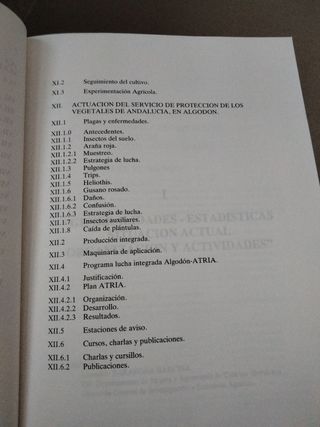 XI.2 Seguimiento del cultivo.
XI.3 Experimentación Agrícola.
XII. ACTUACION DEL SERVICIO DE PROTECCION DE LOS
VEGETALES DE ANDALUCIA, EN ALGODON.
XII.1 Plagas y enfermedades.
XII.1.0 Antecedentes.
XII.1.1 Insectos del suelo.
XII.1.2 Araña roja.
XII.1.2.1 Muestreo.
XII.1.2.2 Estrategia de lucha.
XII.1.3 Pulgones
XII.1.4 Trips.
XII.1.5 Heliothis.
XII.1.6 Gusano rosado.
XII.1.6.1 Daños.
XII.1.6.2 Confusión.
XII.1.6.3 Estrategia de lucha.
XII.1.7 Insectos auxiliares.
XII.1.8 Caída de plántulas.
XII.2 Producción integrada.
XII.3 Maquinaria de aplicación.
XII.4 Programa lucha integrada Algodón-ATRIA.
XII.4.1 Justificación.
XII.4.2 Plan ATRIA.
XII.4.2.1 Organización.
XII.4.2.2 Desarrollo.
XII.4.2.3 Resultados.
XII.5 Estaciones de aviso.
XII.6 Cursos, charlas y publicaciones.
XII.6.1 Charlas y cursillos.
XII.6.2 Publicaciones.